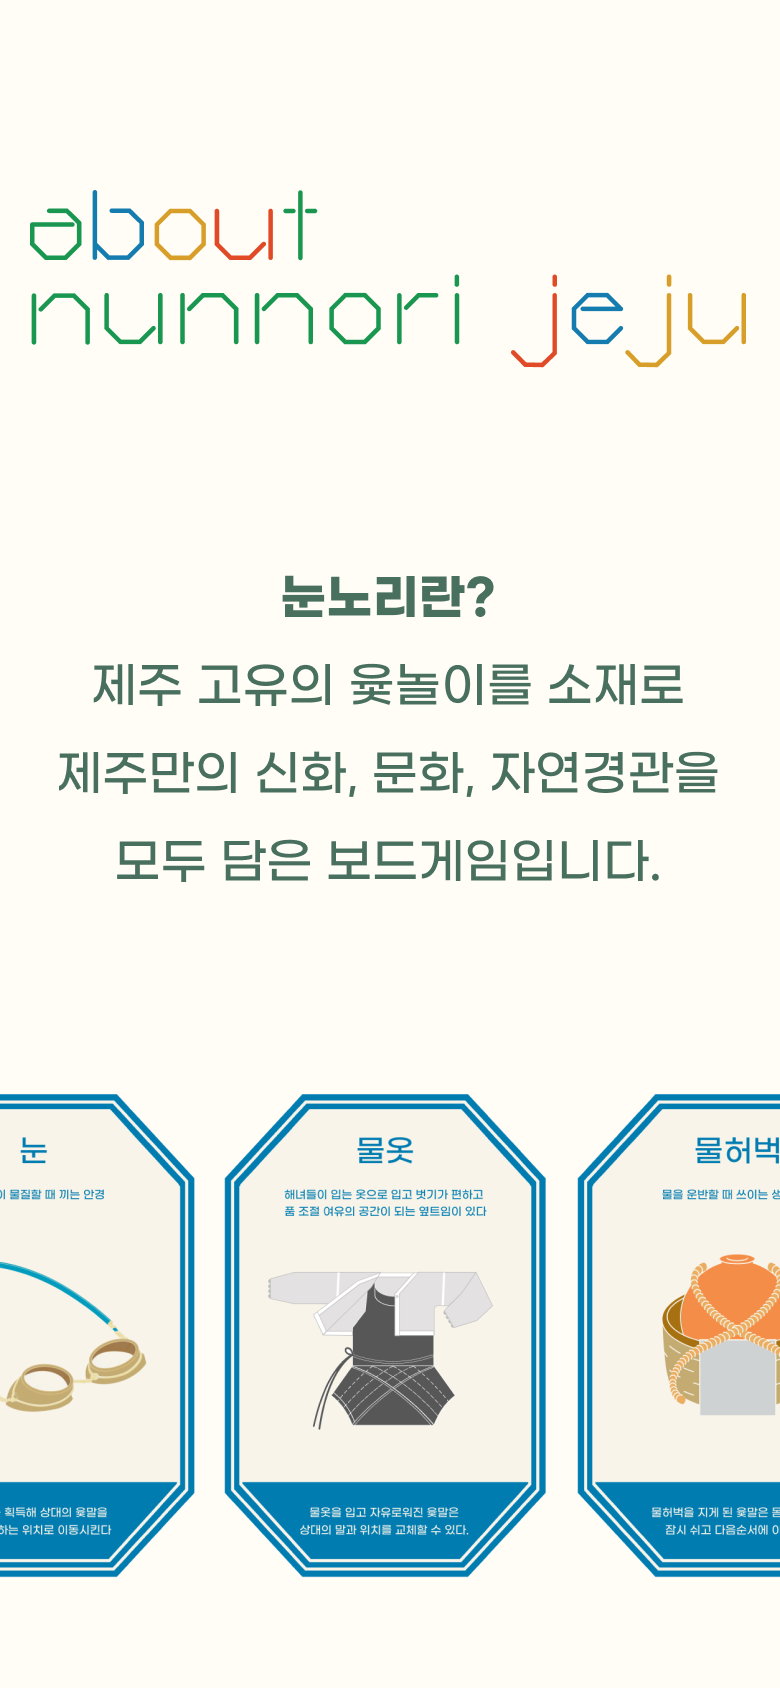 about
nunnori jeju
눈노리란?
제주 고유의 윷놀이를 소재로
제주만의 신화, 문화, 자연경관을
모두 담은 보드게임입니다.
눈
물질할 때 끼는 안경
획득해 상대의 윷말을
하는 위치로 이동시킨다
물옷
해녀들이 입는 옷으로 입고 벗기가 편하고
품 조절 여유의 공간이 되는 옆트임이 있다
물옷을 입고 자유로워진 윷말은
상대의 말과 위치를 교체할 수 있다.
물허벅
물을 운반할 때 쓰이는
물허벅을 지게 된 윷말은
잠시 쉬고 다음순서에